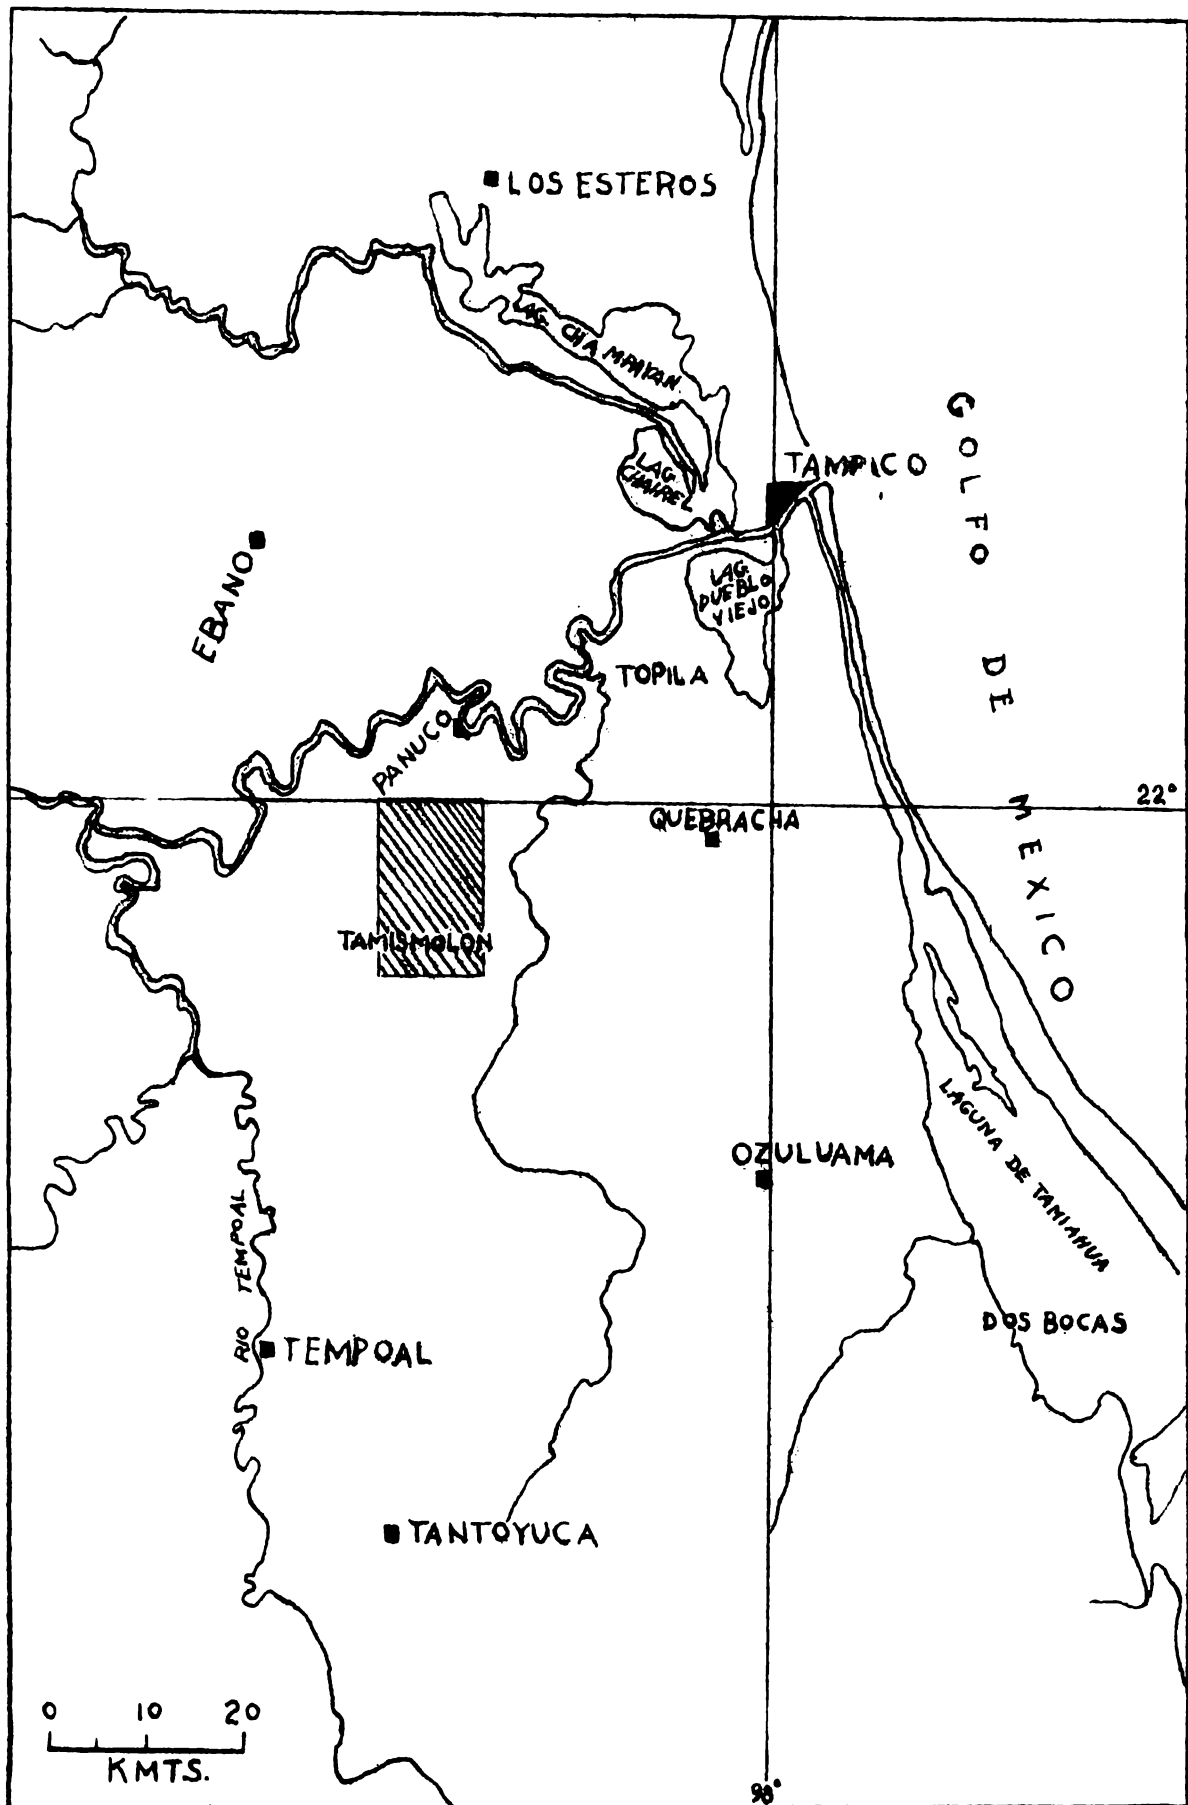 LOS ESTEROS
LAG. CHAMPAYAN
GOLFO DE MEXICO
TAMPICO
LAG.
CHAIREL
EBANO
LAG.
PUEBLO
VIEJO
TOPILA
PANUCO
22°
QUEBRACHA
TAMISMOLON
LAGUNA DE TAMIAHUA
OZULUAMA
RIO TEMPOAL
DOS BOCAS
TEMPOAL
TANTOYUCA
0 10 20
KMTS.
98°